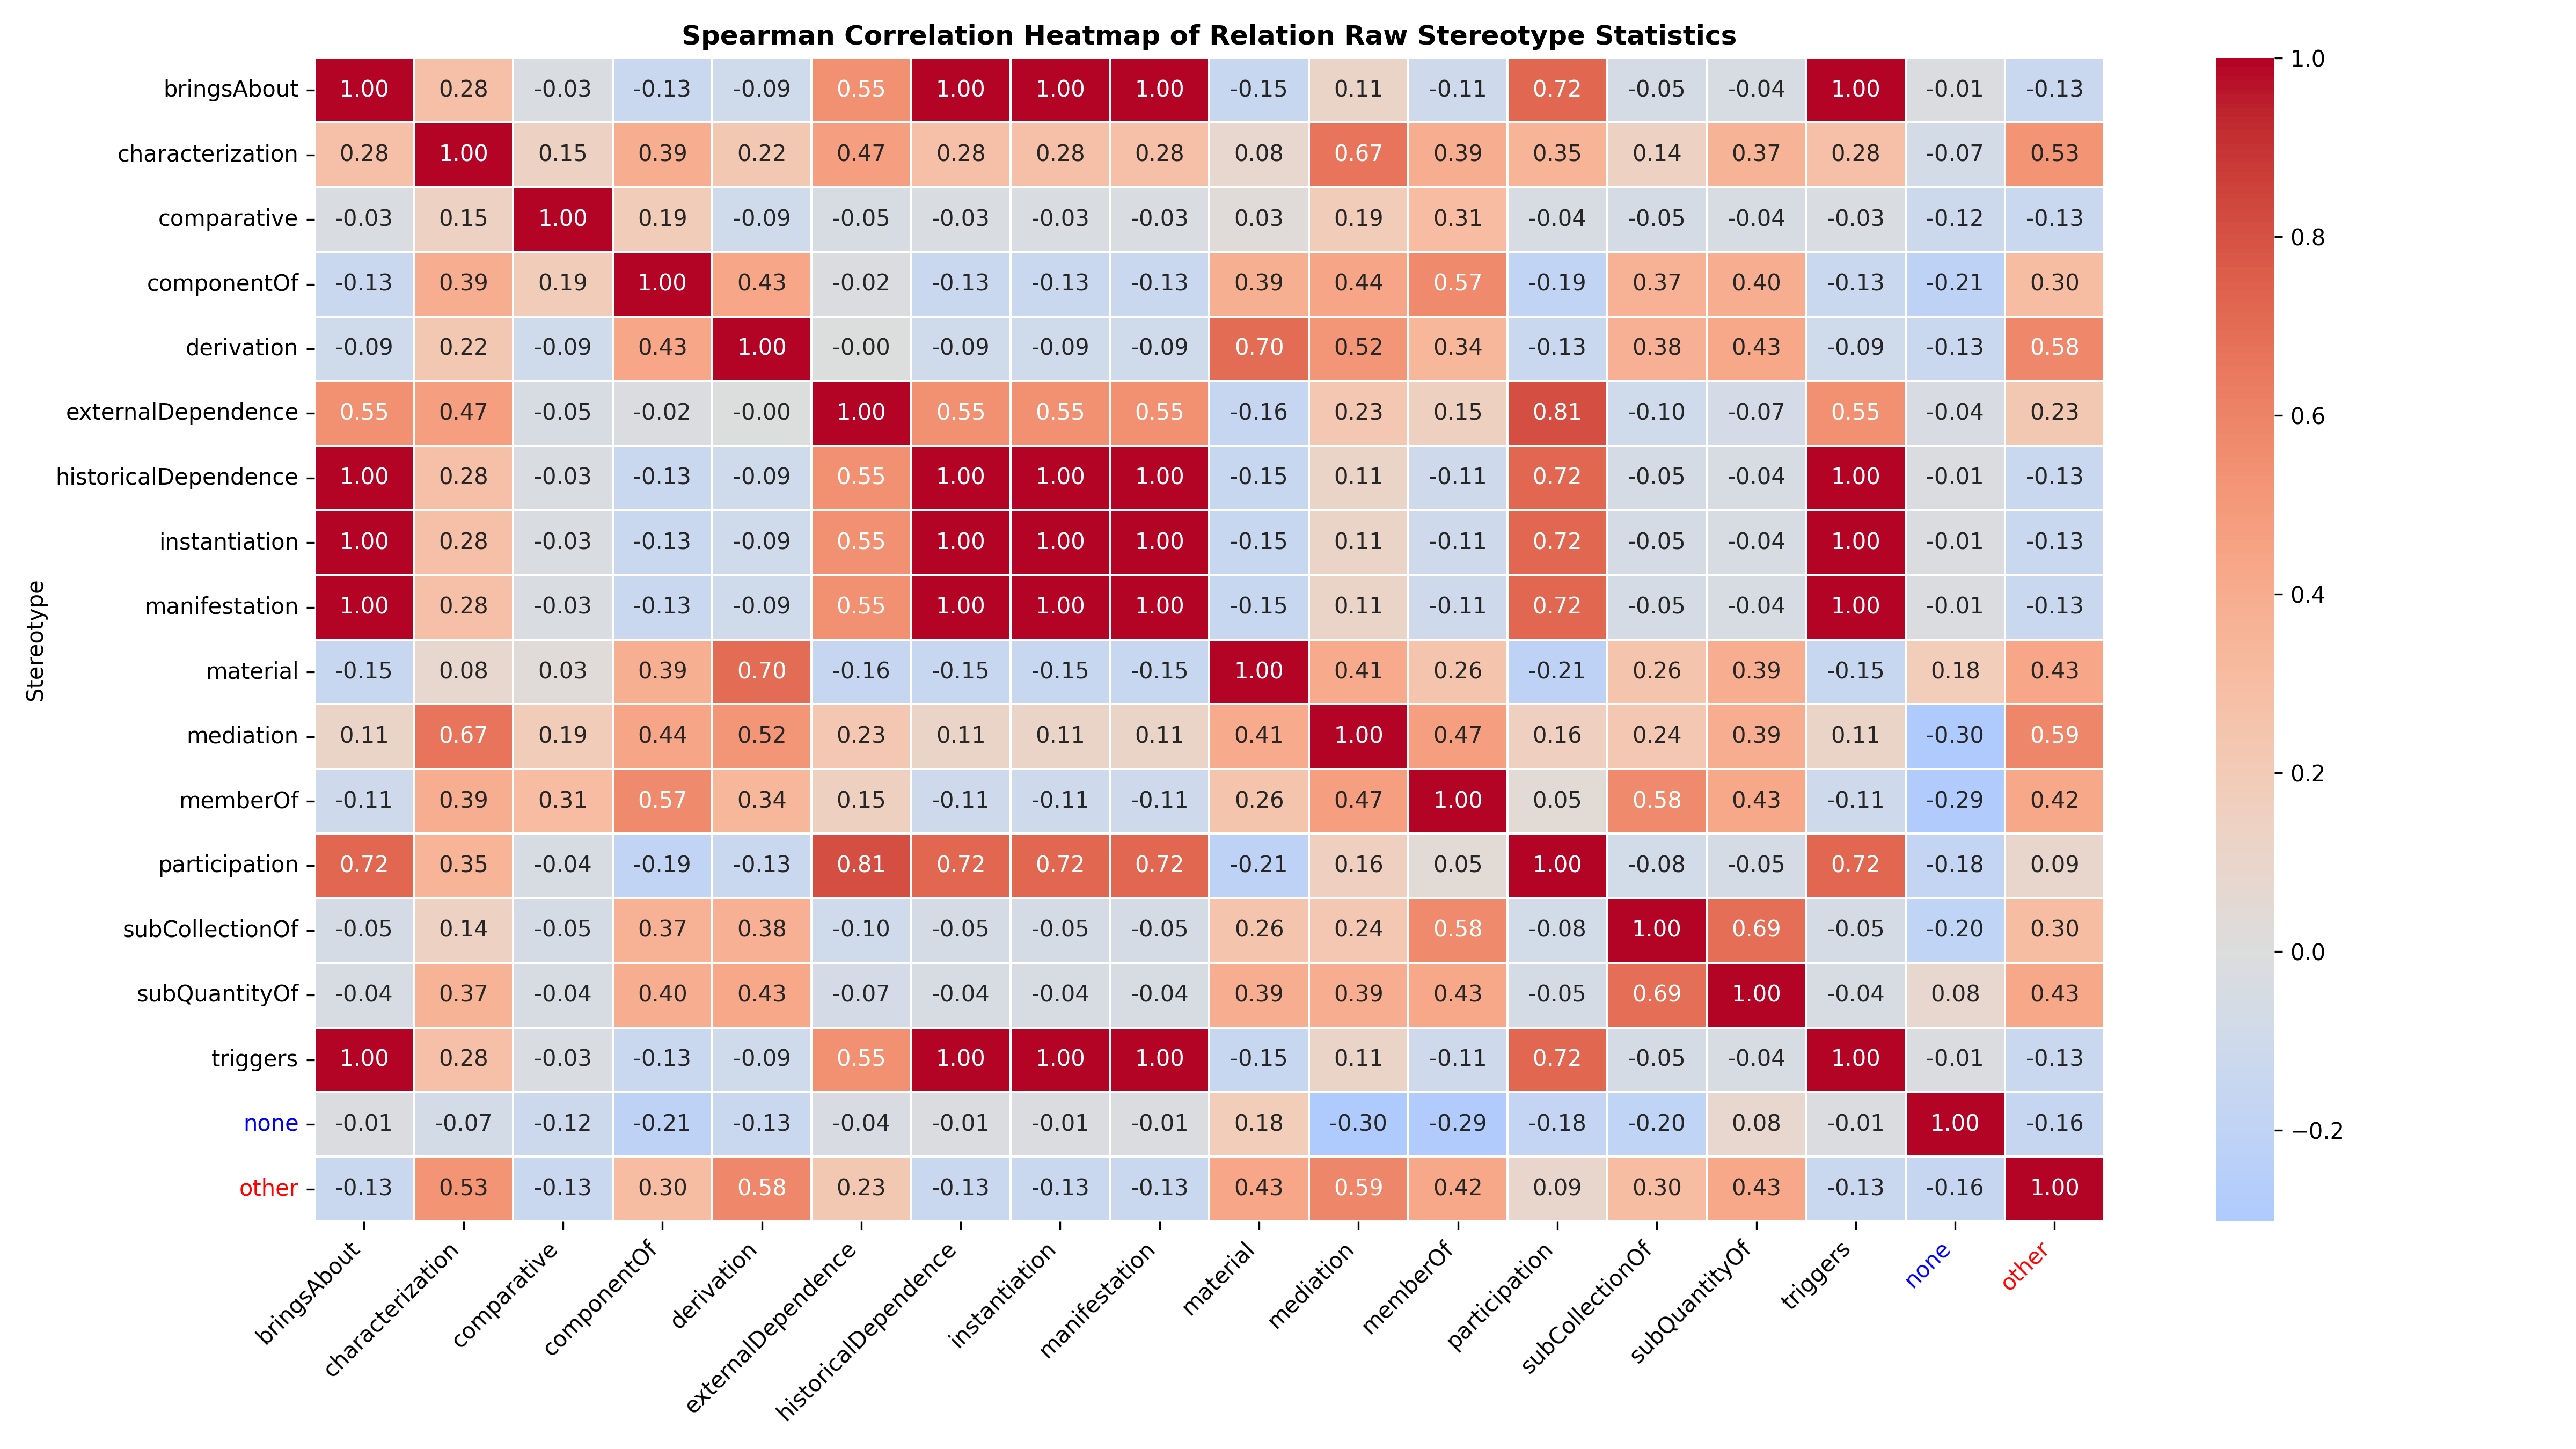 Spearman Correlation Heatmap of Relation Raw Stereotype Statistics
bringsAbout 1.00 0.28 -0.03 -0.13 -0.09 0.55 1.00 1.00 1.00 -0.15 0.11 -0.11 0.72 -0.05 -0.04 1.00 -0.01 -0.13
characterization 0.28 1.00 0.15 0.39 0.22 0.47 0.28 0.28 0.28 0.08 0.67 0.39 0.35 0.14 0.37 0.28 -0.07 0.53
comparative -0.03 0.15 1.00 0.19 -0.09 -0.05 -0.03 -0.03 -0.03 0.03 0.19 0.31 -0.04 -0.05 -0.04 -0.03 -0.12 -0.13
componentOf -0.13 0.39 0.19 1.00 0.43 -0.02 -0.13 -0.13 -0.13 0.39 0.44 0.57 -0.19 0.37 0.40 -0.13 -0.21 0.30
derivation -0.09 0.22 -0.09 0.43 1.00 -0.00 -0.09 -0.09 -0.09 0.70 0.52 0.34 -0.13 0.38 0.43 -0.09 -0.13 0.58
externalDependence 0.55 0.47 -0.05 -0.02 -0.00 1.00 0.55 0.55 0.55 -0.16 0.23 0.15 0.81 -0.10 -0.07 0.55 -0.04 0.23
historicalDependence 1.00 0.28 -0.03 -0.13 -0.09 0.55 1.00 1.00 1.00 -0.15 0.11 -0.11 0.72 -0.05 -0.04 1.00 -0.01 -0.13
instantiation 1.00 0.28 -0.03 -0.13 -0.09 0.55 1.00 1.00 1.00 -0.15 0.11 -0.11 0.72 -0.05 -0.04 1.00 -0.01 -0.13
manifestation 1.00 0.28 -0.03 -0.13 -0.09 0.55 1.00 1.00 1.00 -0.15 0.11 -0.11 0.72 -0.05 -0.04 1.00 -0.01 -0.13
material -0.15 0.08 0.03 0.39 0.70 -0.16 -0.15 -0.15 -0.15 1.00 0.41 0.26 -0.21 0.26 0.39 -0.15 0.18 0.43
mediation 0.11 0.67 0.19 0.44 0.52 0.23 0.11 0.11 0.11 0.41 1.00 0.47 0.16 0.24 0.39 0.11 -0.30 0.59
memberOf -0.11 0.39 0.31 0.57 0.34 0.15 -0.11 -0.11 -0.11 0.26 0.47 1.00 0.05 0.58 0.43 -0.11 -0.29 0.42
participation 0.72 0.35 -0.04 -0.19 -0.13 0.81 0.72 0.72 0.72 -0.21 0.16 0.05 1.00 -0.08 -0.05 0.72 -0.18 0.09
subCollectionOf -0.05 0.14 -0.05 0.37 0.38 -0.10 -0.05 -0.05 -0.05 0.26 0.24 0.58 -0.08 1.00 0.69 -0.05 -0.20 0.30
subQuantityOf -0.04 0.37 -0.04 0.40 0.43 -0.07 -0.04 -0.04 -0.04 0.39 0.39 0.43 -0.05 0.69 1.00 -0.04 0.08 0.43
triggers 1.00 0.28 -0.03 -0.13 -0.09 0.55 1.00 1.00 1.00 -0.15 0.11 -0.11 0.72 -0.05 -0.04 1.00 -0.01 -0.13
none -0.01 -0.07 -0.12 -0.21 -0.13 -0.04 -0.01 -0.01 -0.01 0.18 -0.30 -0.29 -0.18 -0.20 0.08 -0.01 1.00 -0.16
other -0.13 0.53 -0.13 0.30 0.58 0.23 -0.13 -0.13 -0.13 0.43 0.59 0.42 0.09 0.30 0.43 -0.13 -0.16 1.00
Stereotype
bringsAbout
characterization
comparative
componentOf
derivation
externalDependence
historicalDependence
instantiation
manifestation
material
mediation
memberOf
participation
subCollectionOf
subQuantityOf
triggers
none
other
1.0
0.8
0.6
0.4
0.2
0.0
−0.2